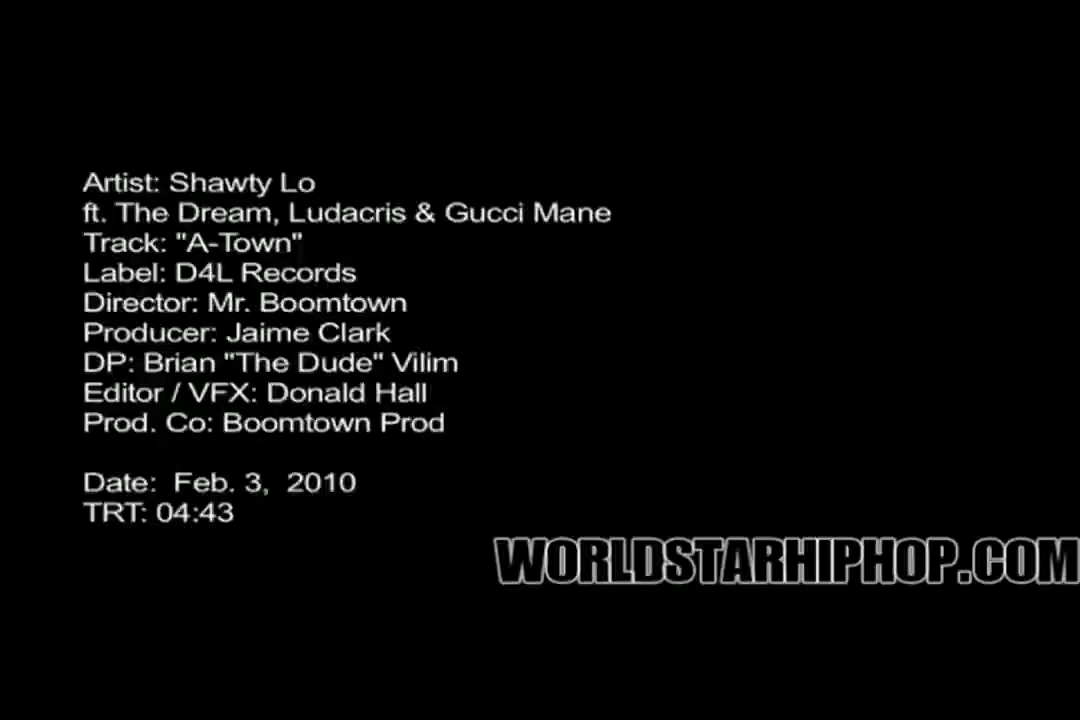 Artist: Shawty Lo
ft. The Dream, Ludacris & Gucci Mane
Track: "A-Town"
Label: D4L Records
Director: Mr. Boomtown
Producer: Jaime Clark
DP: Brian "The Dude" Vilim
Editor / VFX: Donald Hall
Prod. Co: Boomtown Prod
Date:  Feb. 3,  2010
TRT: 04:43
WORLDSTARHIPHOP.COM